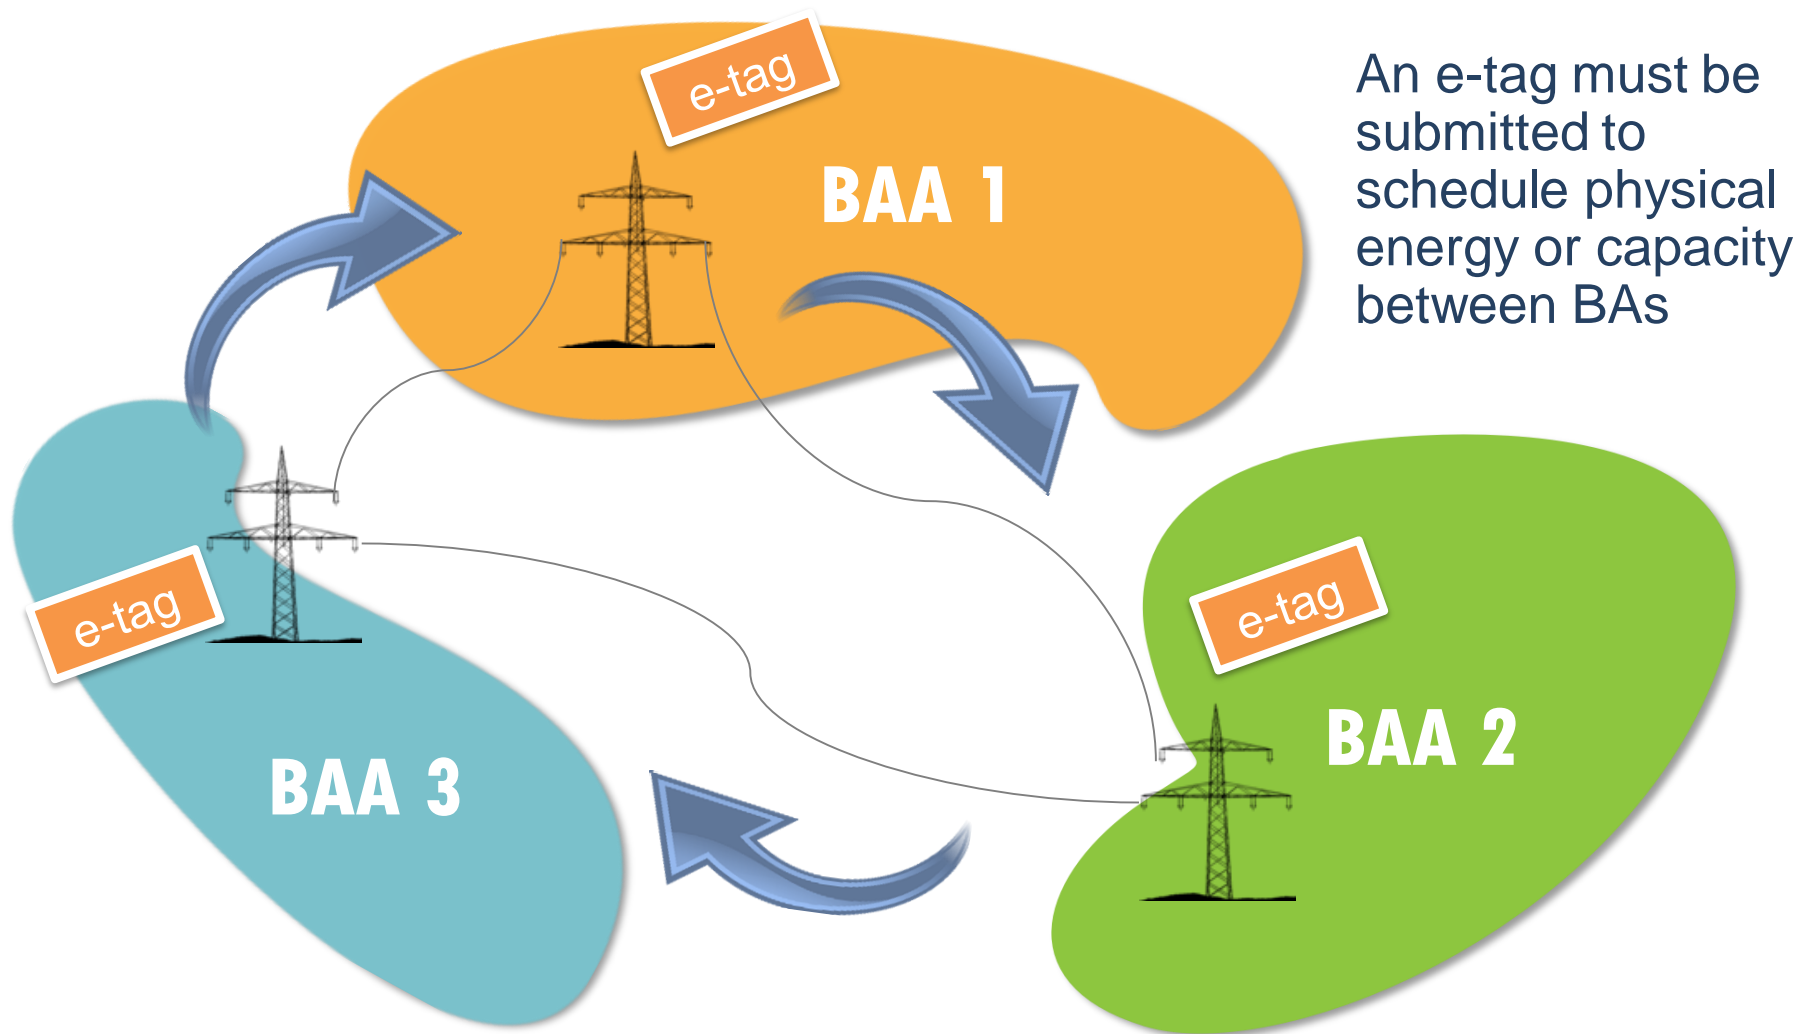 e-tag
BAA 1
An e-tag must be
submitted to
schedule physical
energy or capacity
between BAs
e-tag
BAA 3
e-tag
BAA 2